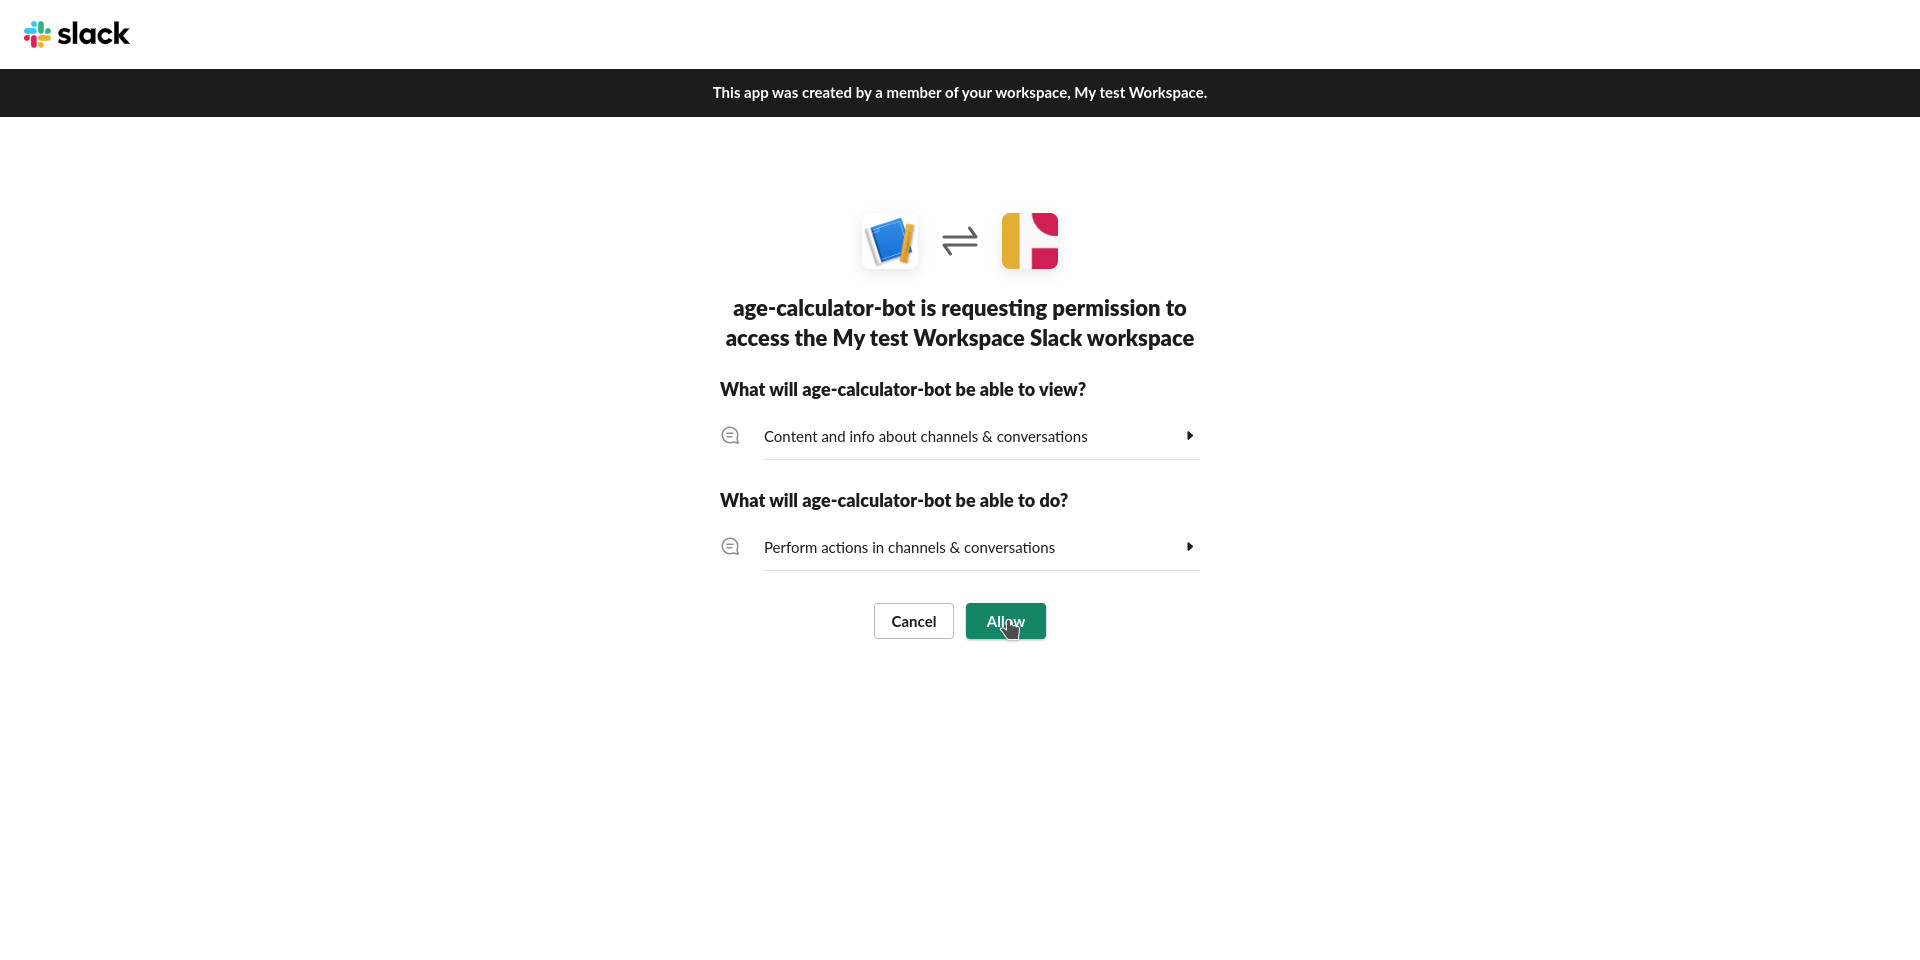 slack
This app was created by a member of your workspace, My test Workspace.
age-calculator-bot is requesting permission to
access the My test Workspace Slack workspace
What will age-calculator-bot be able to view?
Content and info about channels & conversations
What will age-calculator-bot be able to do?
Perform actions in channels & conversations
Cancel
Allow